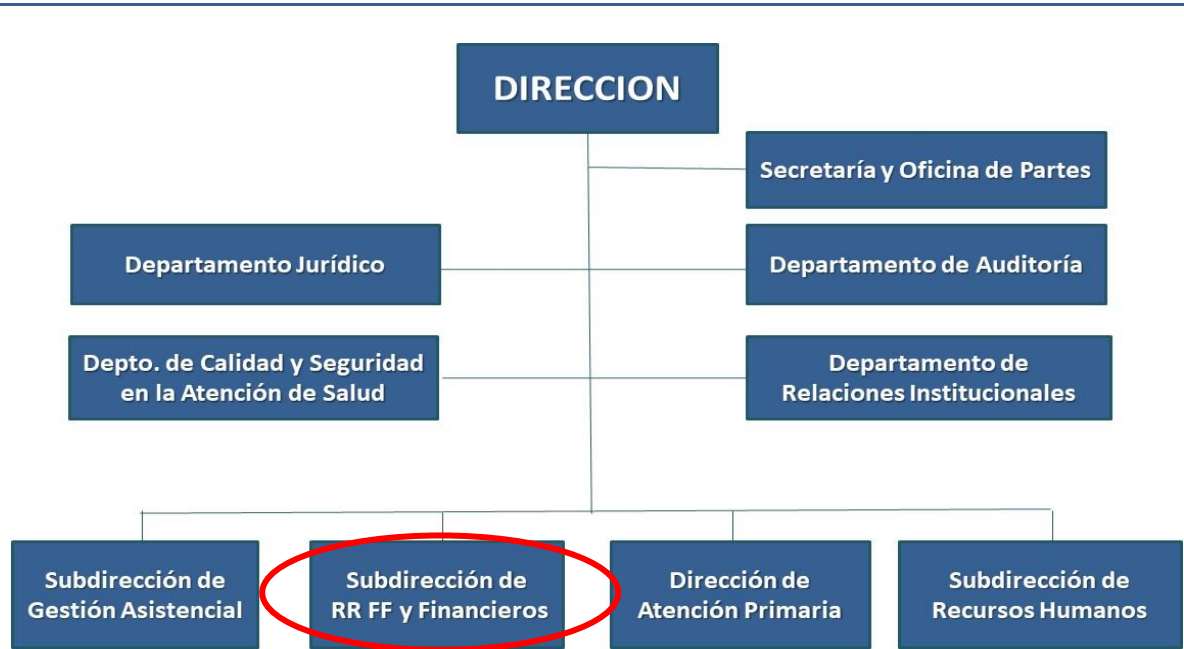 DIRECCION
Secretaría y Oficina de Partes
Departamento Jurídico
Departamento de Auditoría
Depto. de Calidad y Seguridad
en la Atención de Salud
Departamento de
Relaciones Institucionales
Subdirección de
Gestión Asistencial
Subdirección de
RR FF y Financieros
Dirección de
Atención Primaria
Subdirección de
Recursos Humanos